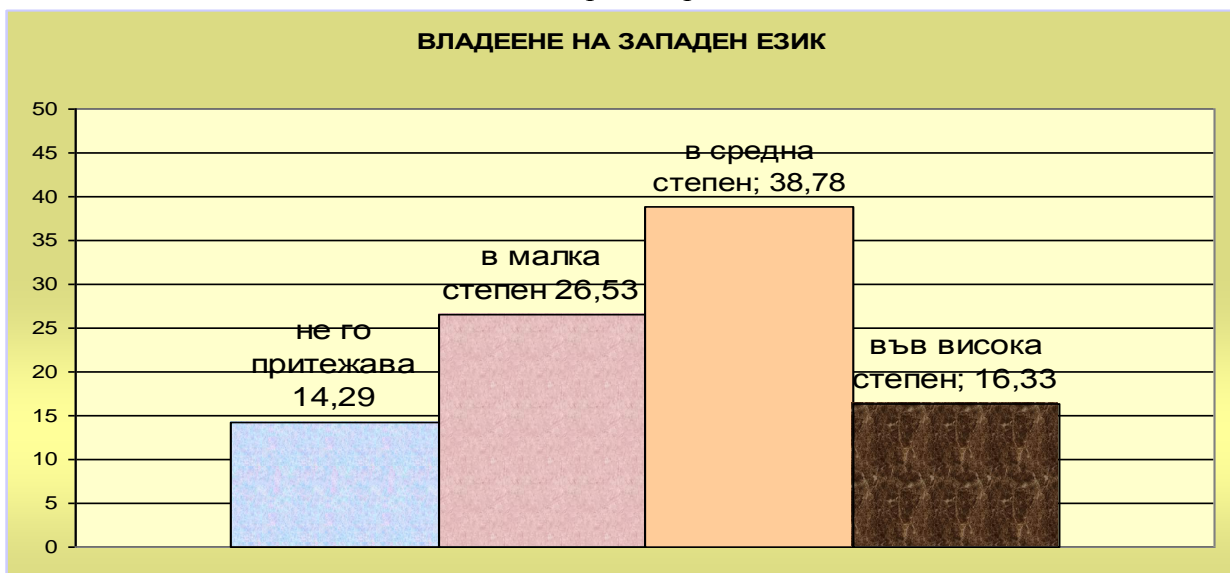 ВЛАДЕЕНЕ НА ЗАПАДЕН ЕЗИК
50
45
40
35
30
25
20
15
10
5
0
не го
притежава
14,29
в малка
степен 26,53
в средна
степен; 38,78
във висока
степен; 16,33